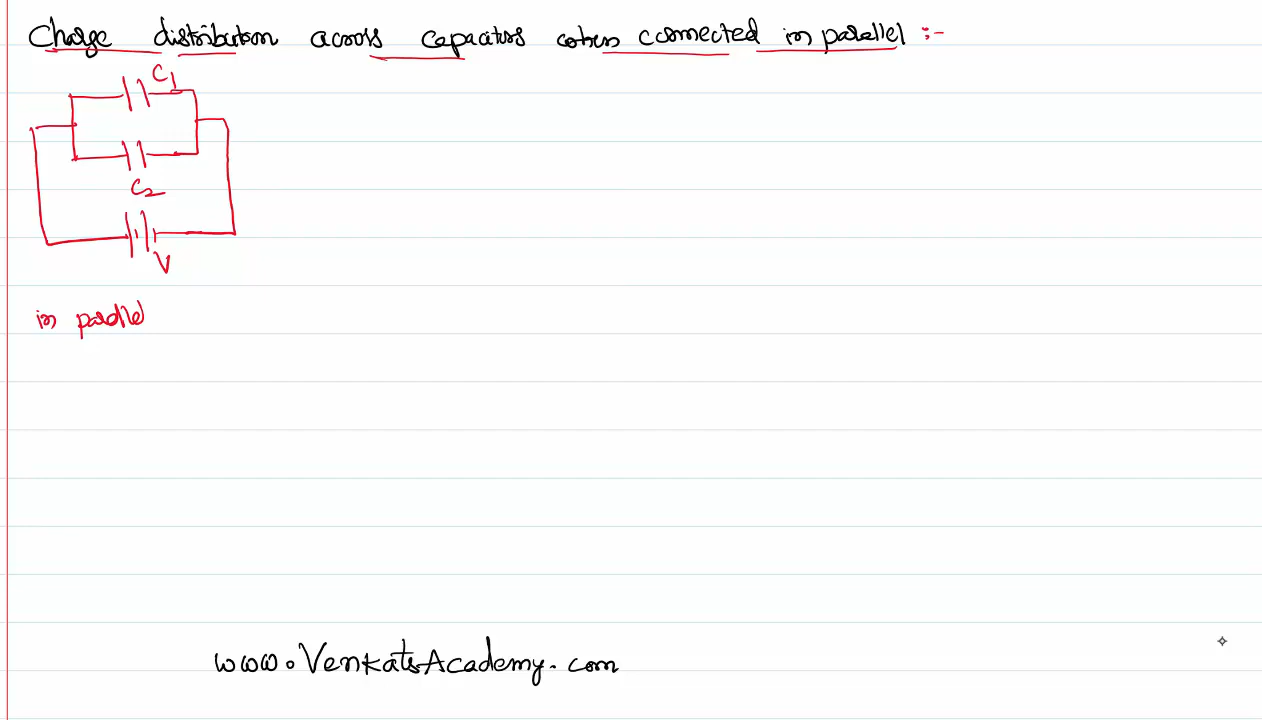 Charge distribution across capacitors when connected in parallel :-
C1
C2
V
in parallel
www.VenkatsAcademy.com